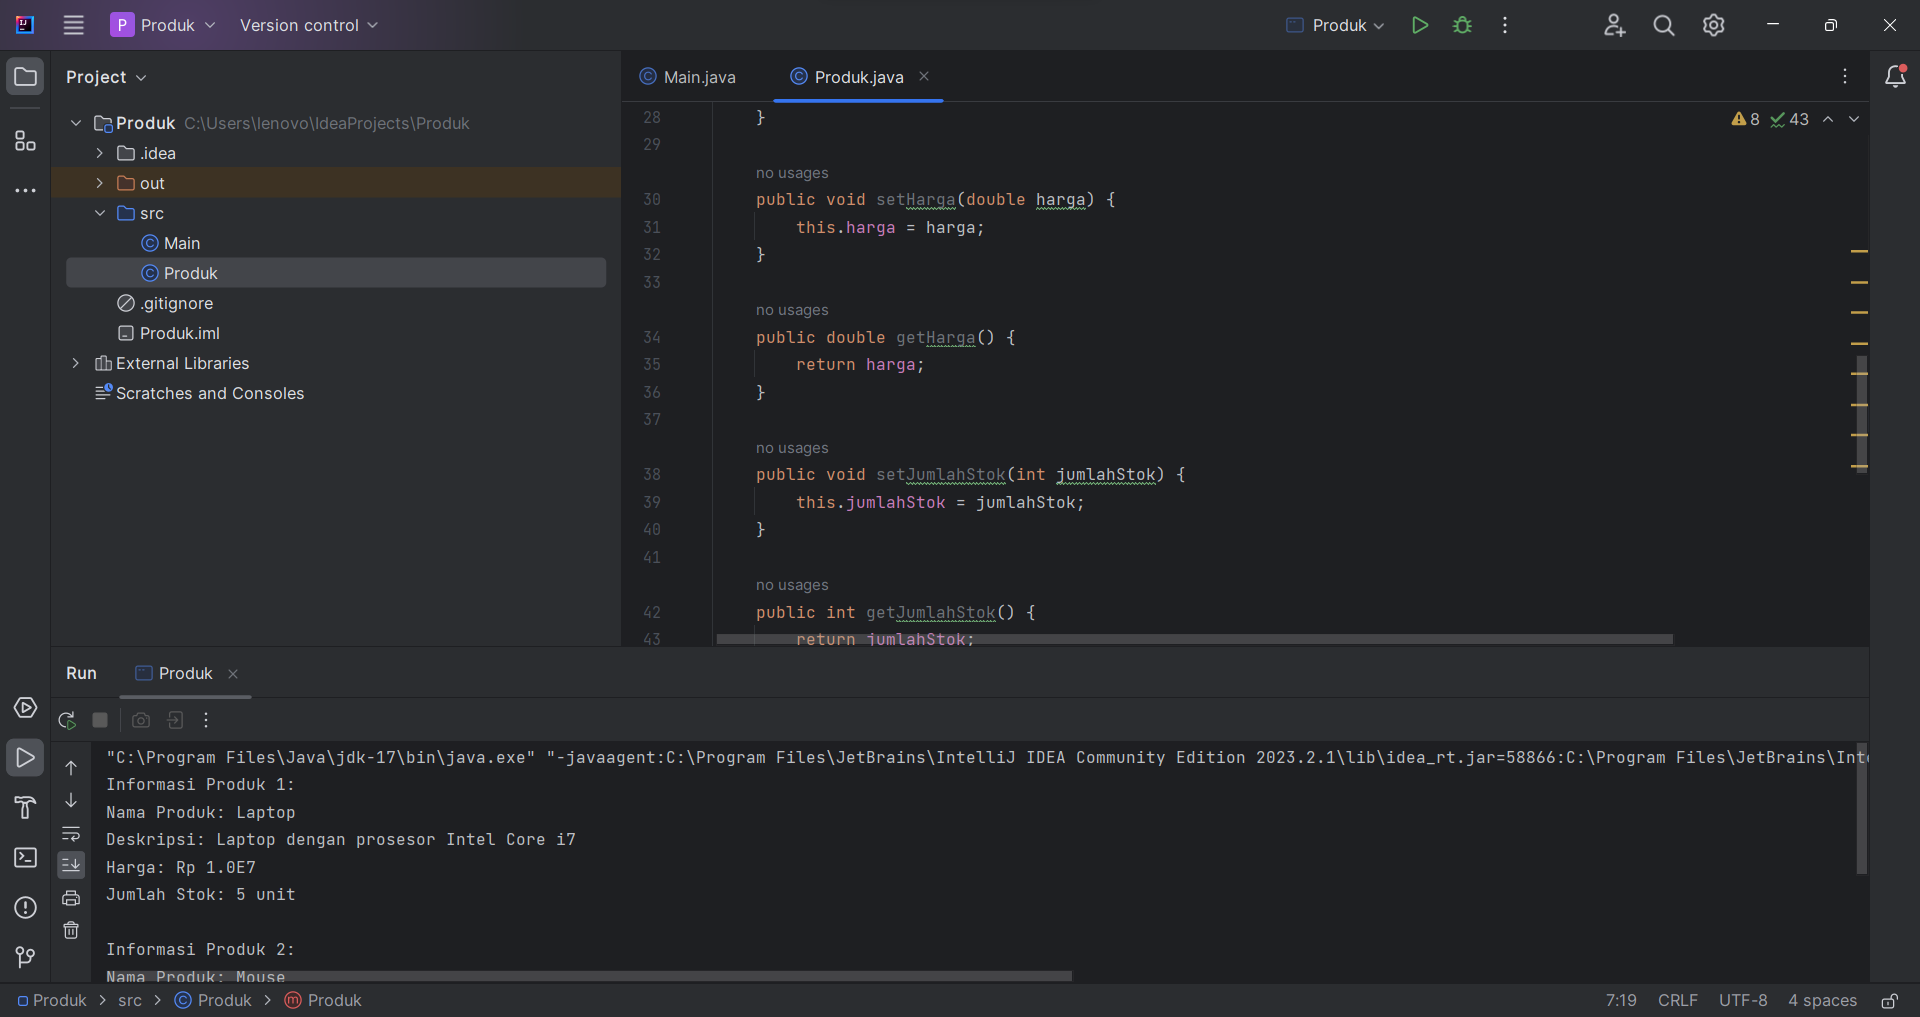 P Produk Version control Produk
Project
Main.java Produk.java
Produk C:\Users\lenovo\IdeaProjects\Produk
.idea
out
src
Main
Produk
.gitignore
Produk.iml
External Libraries
Scratches and Consoles
8 43
28 }
29
no usages
30 public void setHarga(double harga) {
31 this.harga = harga;
32 }
33
no usages
34 public double getHarga() {
35 return harga;
36 }
37
no usages
38 public void setJumlahStok(int jumlahStok) {
39 this.jumlahStok = jumlahStok;
40 }
41
no usages
42 public int getJumlahStok() {
43 return jumlahStok;
Run Produk
"C:\Program Files\Java\jdk-17\bin\java.exe" "-javaagent:C:\Program Files\JetBrains\IntelliJ IDEA Community Edition 2023.2.1\lib\idea_rt.jar=58866:C:\Program Files\JetBrains\Inte
Informasi Produk 1:
Nama Produk: Laptop
Deskripsi: Laptop dengan prosesor Intel Core i7
Harga: Rp 1.0E7
Jumlah Stok: 5 unit
Informasi Produk 2:
Nama Produk: Mouse
Produk > src > Produk > m Produk
7:19 CRLF UTF-8 4 spaces